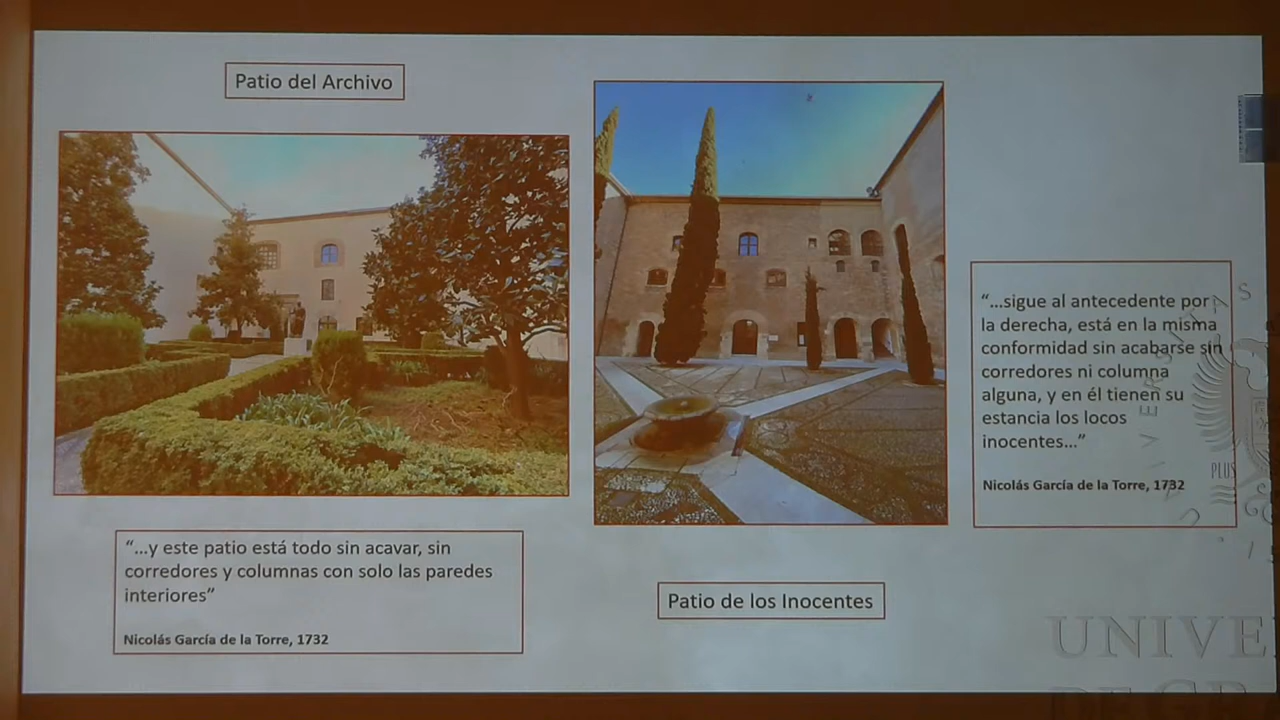 Patio del Archivo
“...y este patio está todo sin acavar, sin
corredores y columnas con solo las paredes
interiores”
Nicolás García de la Torre, 1732
Patio de los Inocentes
“...sigue al antecedente por
la derecha, está en la misma
conformidad sin acabarse sin
corredores ni columna
alguna, y en él tienen su
estancia los locos
inocentes...”
Nicolás García de la Torre, 1732
PLUS
UNIVE